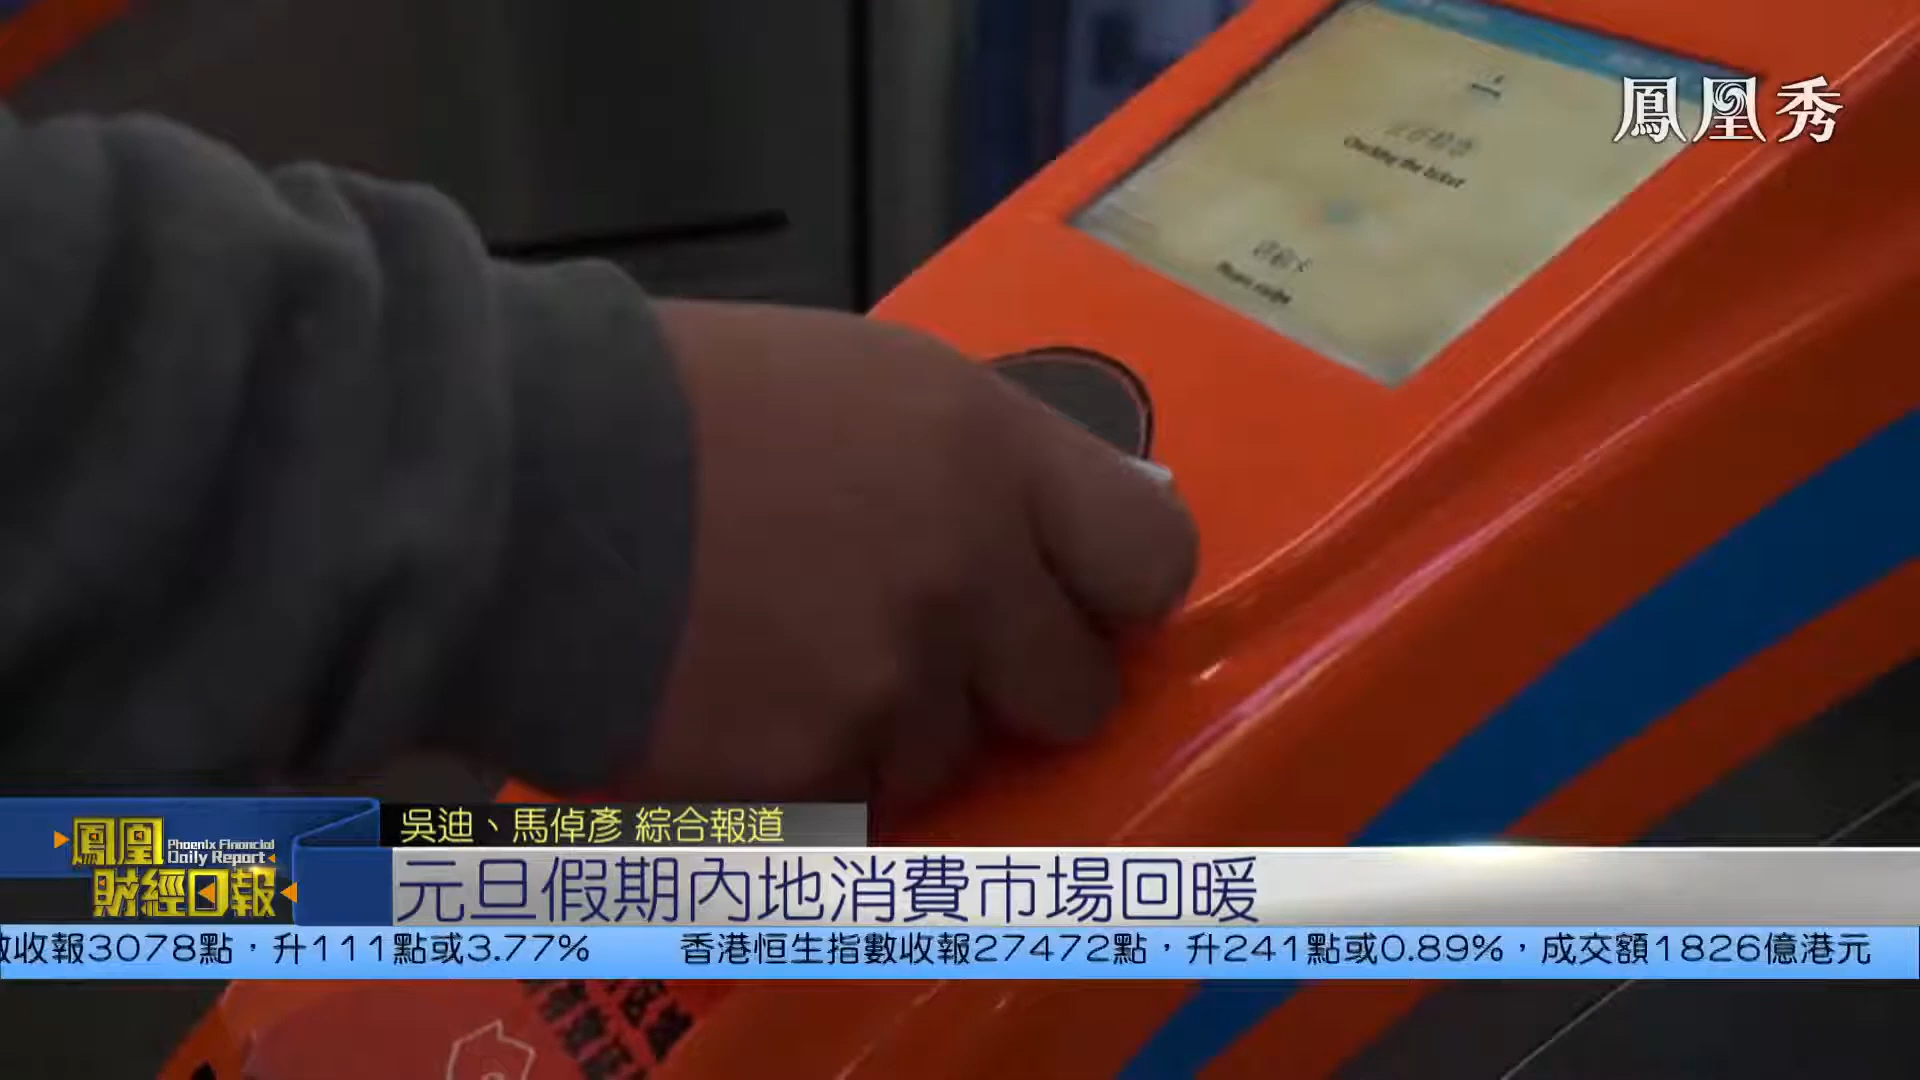 鳳凰秀
Checking the ticket
吳迪、馬倬彥 綜合報道
鳳凰
Phoenix Financial
Daily Report
財經日報
元旦假期內地消費市場回暖
收報3078點，升111點或3.77% 香港恒生指數收報27472點，升241點或0.89%，成交額1826億港元